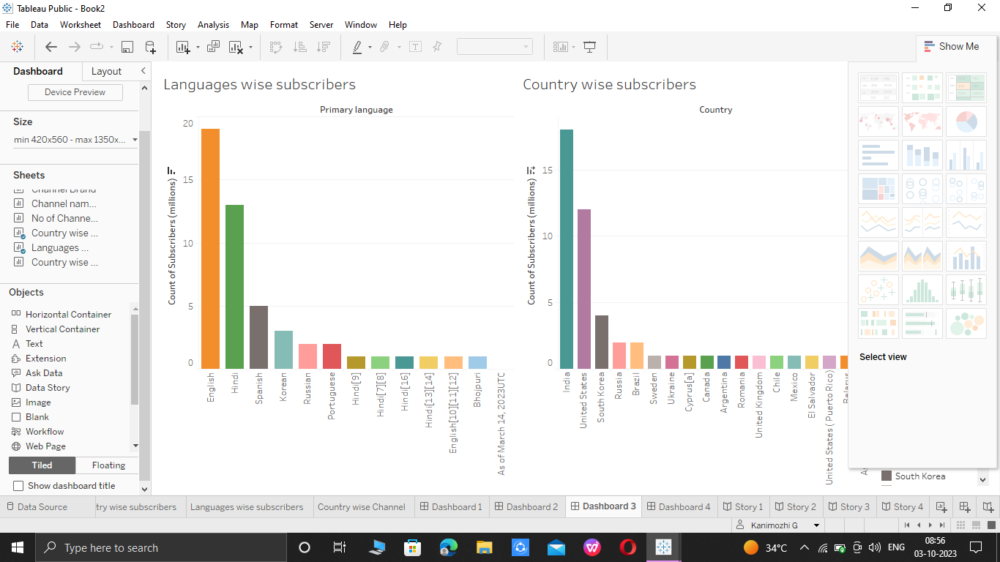 Tableau Public - Book2
File Data Worksheet Dashboard Story Analysis Map Format Server Window Help
Show Me
Dashboard Layout
Device Preview
Size
min 420x560 - max 1350x...
Sheets
Channel Brand
Channel nam...
No of Channe...
Country wise ...
Languages ...
Country wise ...
Objects
Horizontal Container
Vertical Container
Text
Extension
Ask Data
Data Story
Image
Blank
Workflow
Web Page
Tiled Floating
Show dashboard title
Languages wise subscribers
Primary language
Count of Subscribers (millions)
20
15
10
5
0
English
Hindi
Spanish
Korean
Russian
Portuguese
Hindi[9]
Hindi[7][8]
Hindi[16]
Hindi[13][14]
English[10][11][12]
Bhojpuri
As of March 14, 2023UTC
Country wise subscribers
Country
Count of Subscribers (millions)
15
10
5
0
India
United States
South Korea
Russia
Brazil
Sweden
Ukraine
Cyprus[a]
Canada
Argentina
Romania
United Kingdom
Chile
Mexico
El Salvador
United States ( Puerto Rico)
Belarus
Select view
South Korea
Data Source try wise subscribers Languages wise subscribers Country wise Channel Dashboard 1 Dashboard 2 Dashboard 3 Dashboard 4 Story 1 Story 2 Story 3 Story 4
Kanimozhi G
Type here to search
34°C
ENG
08:56
03-10-2023